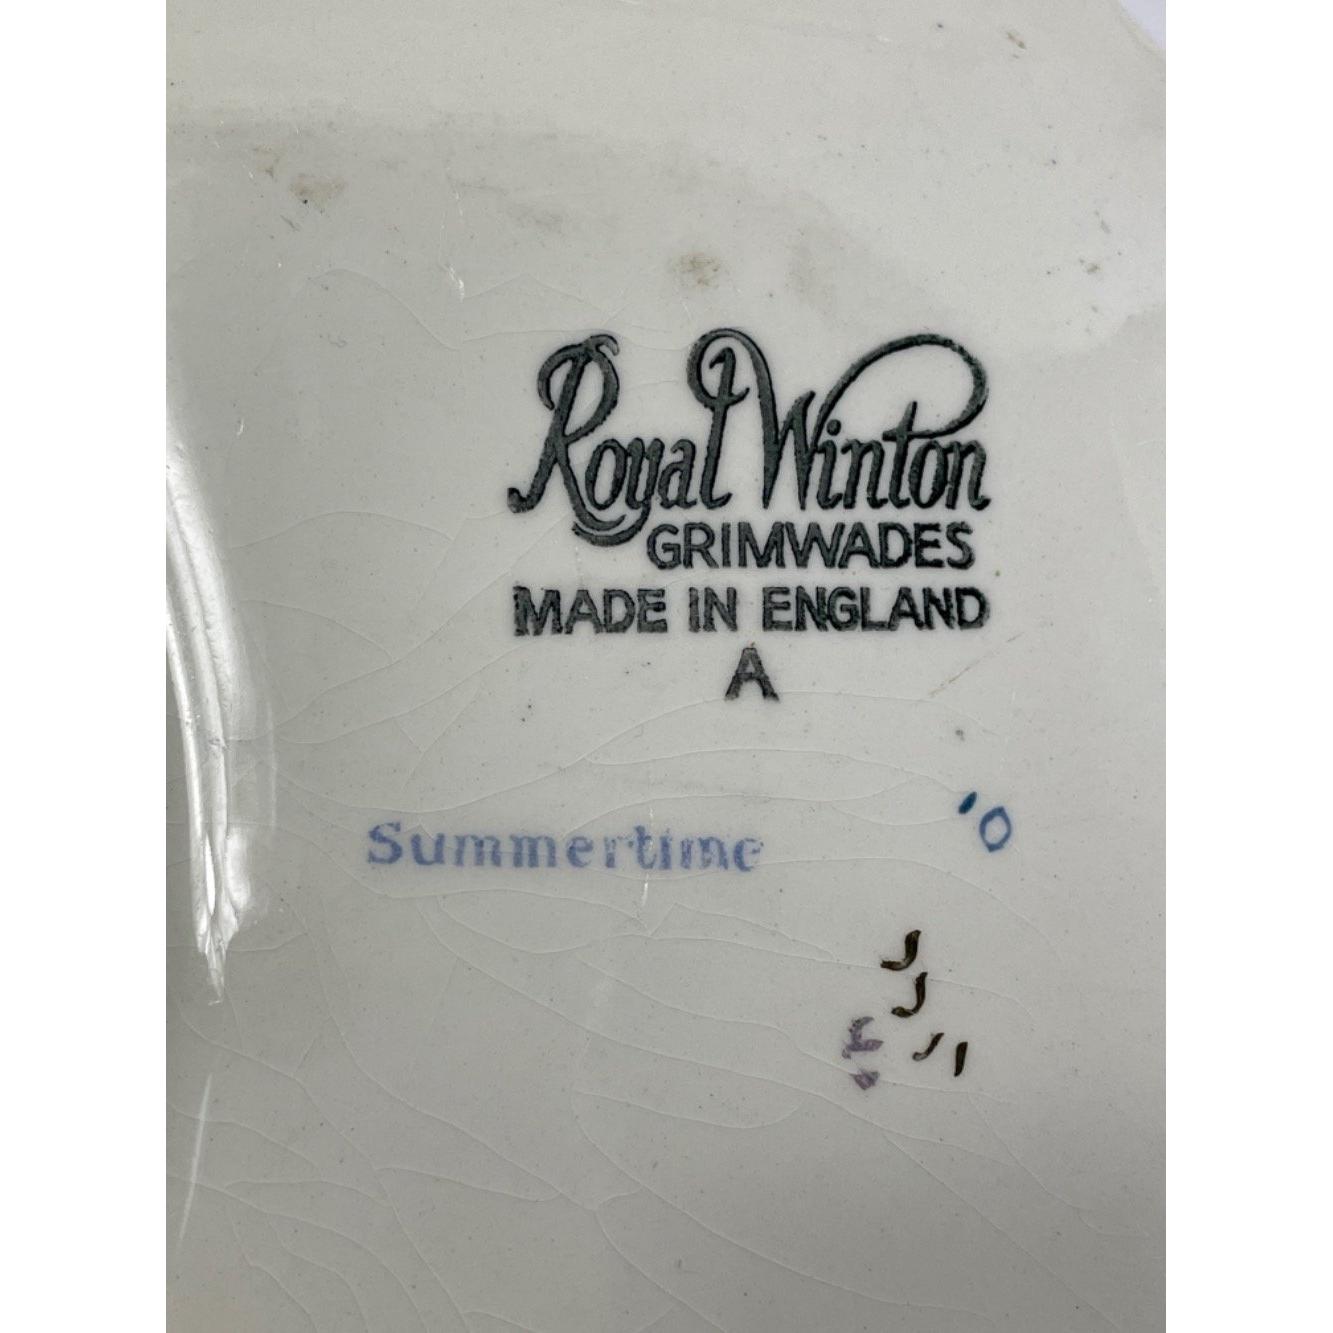 Royal Winton
GRIMWADES
MADE IN ENGLAND
A
Summertime